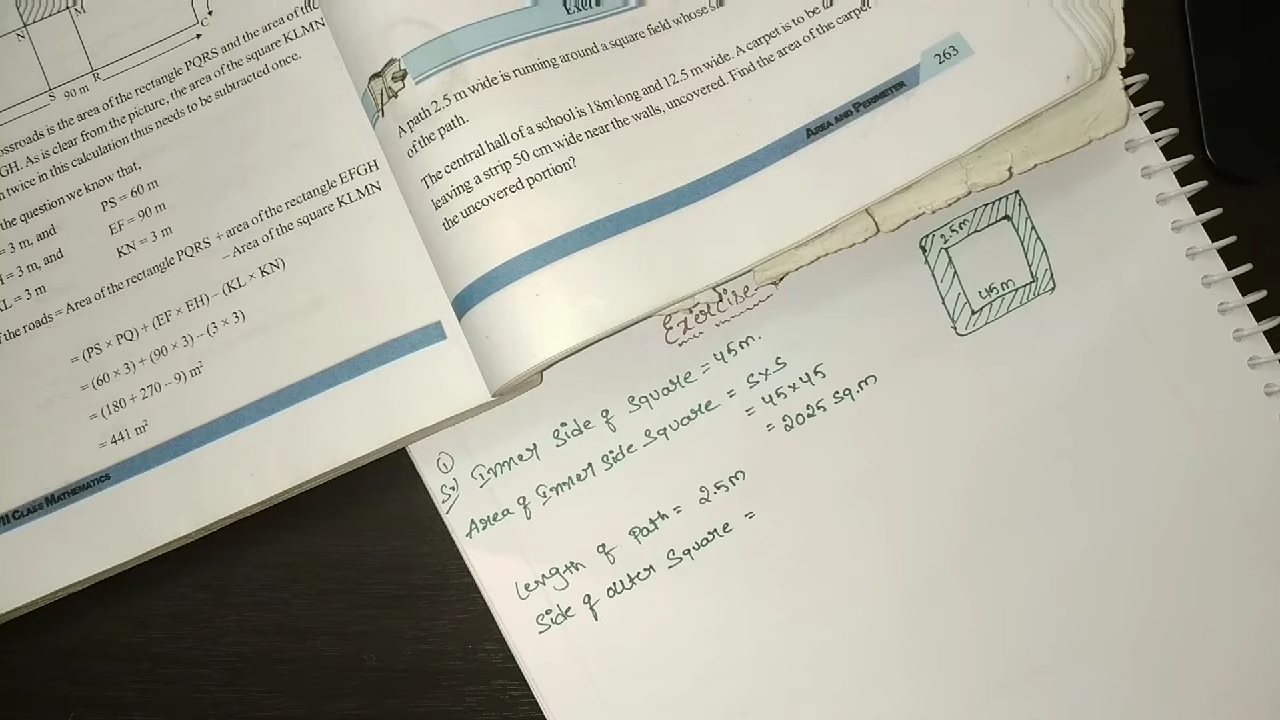 N
M
C
S 90 m R
ossroads is the area of the rectangle PQRS and the area of the
GH. As is clear from the picture, the area of the square KLMN
twice in this calculation thus needs to be subtracted once.
the question we know that,
= 3 m, and PS = 60 m
= 3 m, and EF = 90 m
KL = 3 m KN = 3 m
the roads = Area of the rectangle PQRS + area of the rectangle EFGH
– Area of the square KLMN
= (PS × PQ) + (EF × EH) – (KL × KN)
= (60 × 3) + (90 × 3) – (3 × 3)
= (180 + 270 – 9) m²
= 441 m²
VII CLASS MATHEMATICS
A path 2.5 m wide is running around a square field whose
of the path.
The central hall of a school is 18m long and 12.5 m wide. A carpet is to be
leaving a strip 50 cm wide near the walls, uncovered. Find the area of the carpet
the uncovered portion?
AREA AND PERIMETER 263
Exercise
2.5m
45m
① Inner Side of Square = 45m.
Sol) Area of Inner Side Square = S×S
= 45×45
= 2025 sq.m
Length of Path = 2.5m
Side of outer Square =